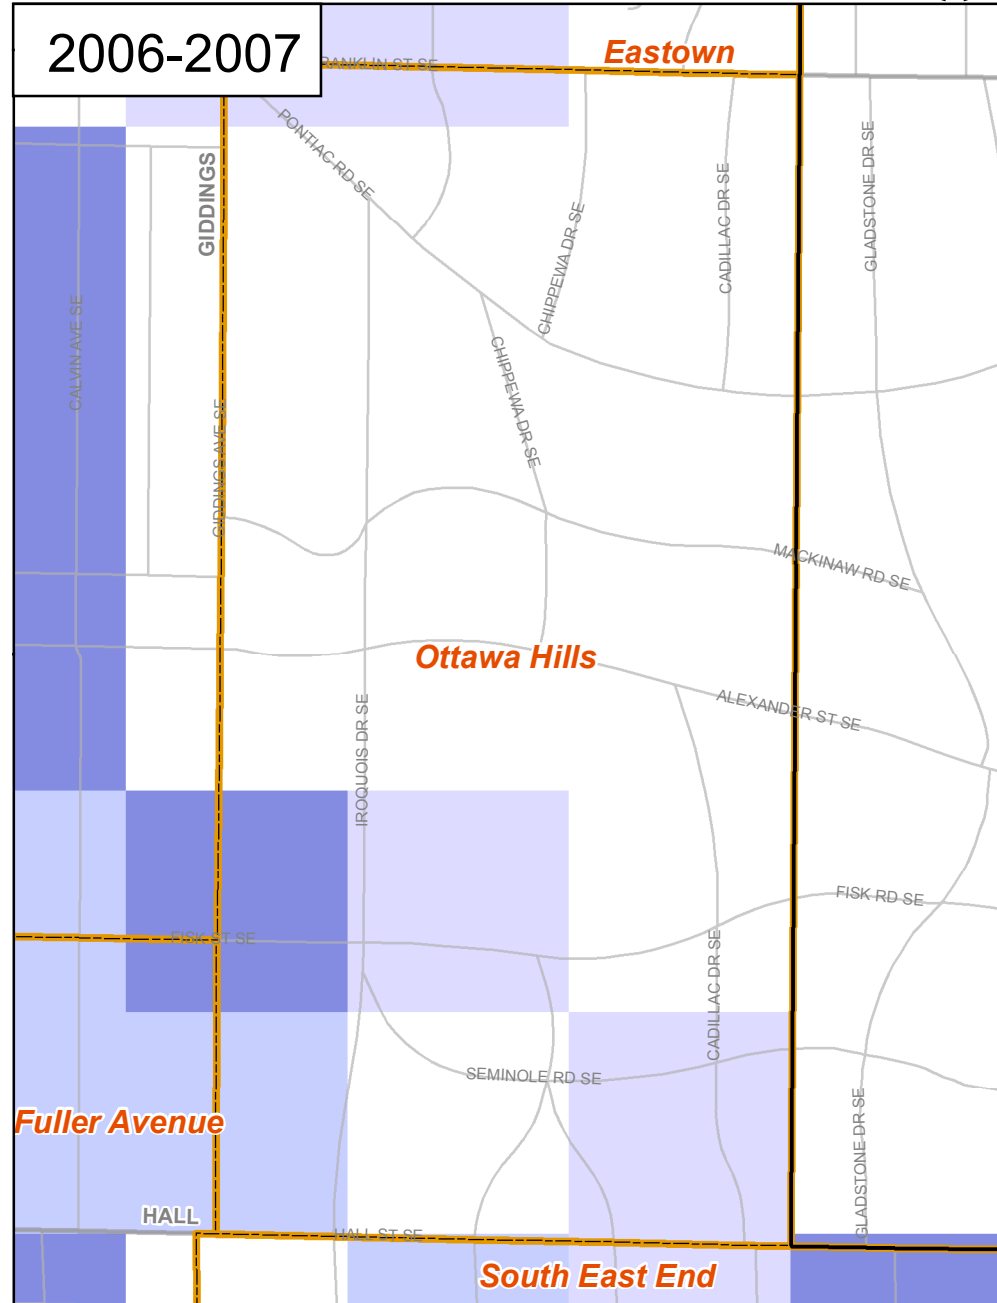 2006-2007
Eastown
RANKLIN ST SE
PONTIAC RD SE
GIDDINGS
CHIPPEWA DR SE
CADILLAC DR SE
GLADSTONE DR SE
CALVIN AVE SE
CHIPPEWA DR SE
GIDDINGS AVE SE
MACKINAW RD SE
Ottawa Hills
ALEXANDER ST SE
IROQUOIS DR SE
FISK RD SE
FISK ST SE
CADILLAC DR SE
SEMINOLE RD SE
Fuller Avenue
GLADSTONE DR SE
HALL
HALL ST SE
South East End